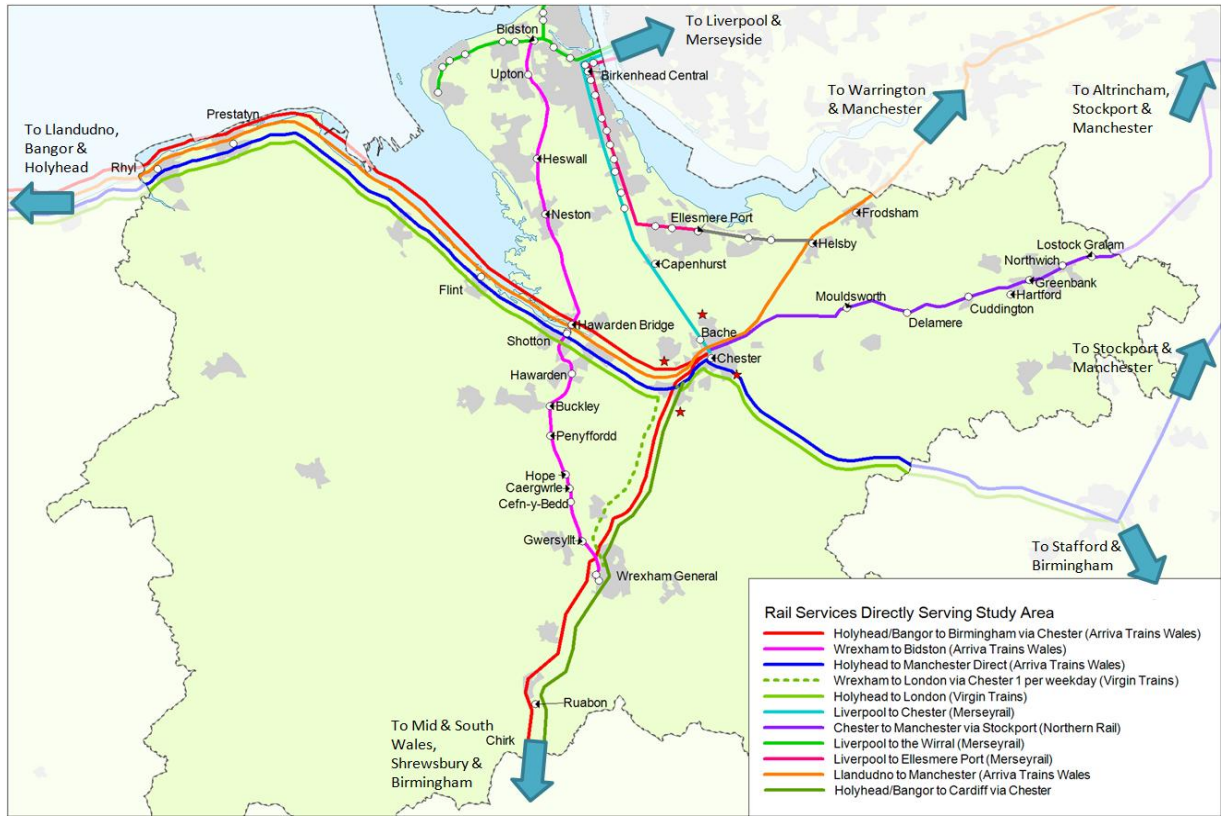 Bidston
To Liverpool &
Merseyside
Upton
Birkenhead Central
To Warrington
& Manchester
To Altrincham,
Stockport &
Manchester
Prestatyn
To Llandudno,
Bangor &
Holyhead
Rhyl
Heswall
Neston
Ellesmere Port
Frodsham
Helsby
Lostock Gralam
Northwich
Capenhurst
Greenbank
Flint
Hartford
Mouldsworth
Cuddington
Delamere
Hawarden Bridge
Bache
Shotton
Chester
To Stockport &
Manchester
Hawarden
Buckley
Penyffordd
Hope
Caergwrle
Cefn-y-Bedd
Gwersyllt
To Stafford &
Birmingham
Wrexham General
Ruabon
Chirk
To Mid & South
Wales,
Shrewsbury &
Birmingham
Rail Services Directly Serving Study Area
Holyhead/Bangor to Birmingham via Chester (Arriva Trains Wales)
Wrexham to Bidston (Arriva Trains Wales)
Holyhead to Manchester Direct (Arriva Trains Wales)
Wrexham to London via Chester 1 per weekday (Virgin Trains)
Holyhead to London (Virgin Trains)
Liverpool to Chester (Merseyrail)
Chester to Manchester via Stockport (Northern Rail)
Liverpool to the Wirral (Merseyrail)
Liverpool to Ellesmere Port (Merseyrail)
Llandudno to Manchester (Arriva Trains Wales
Holyhead/Bangor to Cardiff via Chester